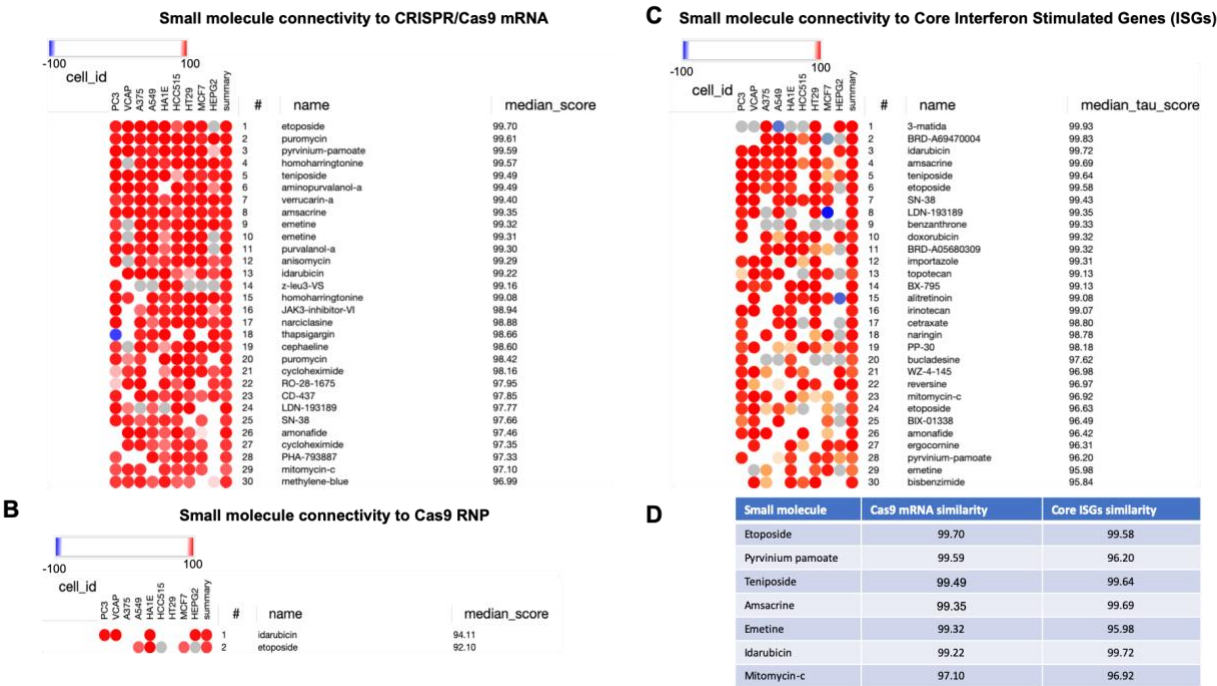 Small molecule connectivity to CRISPR/Cas9 mRNA
-100 100
cell_id PC3 VCAP A375 A549 HA1E HCC515 HT29 MCF7 HEPG2 summary # name median_score
1 etoposide 99.70
2 puromycin 99.61
3 pyrvinium-pamoate 99.59
4 homoharringtonine 99.57
5 teniposide 99.49
6 aminopurvalanol-a 99.49
7 verrucarin-a 99.40
8 amsacrine 99.35
9 emetine 99.32
10 emetine 99.31
11 purvalanol-a 99.30
12 anisomycin 99.29
13 idarubicin 99.22
14 z-leu3-VS 99.16
15 homoharringtonine 99.08
16 JAK3-inhibitor-VI 98.94
17 narciclasine 98.88
18 thapsigargin 98.66
19 cephaeline 98.60
20 puromycin 98.42
21 cycloheximide 98.16
22 RO-28-1675 97.95
23 CD-437 97.85
24 LDN-193189 97.77
25 SN-38 97.66
26 amonafide 97.46
27 cycloheximide 97.35
28 PHA-793887 97.33
29 mitomycin-c 97.10
30 methylene-blue 96.99
B
Small molecule connectivity to Cas9 RNP
-100 100
cell_id PC3 VCAP A375 A549 HA1E HCC515 HT29 MCF7 HEPG2 summary # name median_score
1 idarubicin 94.11
2 etoposide 92.10
C Small molecule connectivity to Core Interferon Stimulated Genes (ISGs)
-100 100
cell_id PC3 VCAP A375 A549 HA1E HCC515 HT29 MCF7 HEPG2 summary # name median_tau_score
1 3-matida 99.93
2 BRD-A69470004 99.83
3 idarubicin 99.72
4 amsacrine 99.69
5 teniposide 99.64
6 etoposide 99.58
7 SN-38 99.43
8 LDN-193189 99.35
9 benzanthrone 99.33
10 doxorubicin 99.32
11 BRD-A05680309 99.32
12 importazole 99.31
13 topotecan 99.13
14 BX-795 99.13
15 alitretinoin 99.08
16 irinotecan 99.07
17 cetraxate 98.80
18 naringin 98.78
19 PP-30 98.18
20 bucladesine 97.62
21 WZ-4-145 96.98
22 reversine 96.97
23 mitomycin-c 96.92
24 etoposide 96.63
25 BIX-01338 96.49
26 amonafide 96.42
27 ergocornine 96.31
28 pyrvinium-pamoate 96.20
29 emetine 95.98
30 bisbenzimide 95.84
D
Small molecule Cas9 mRNA similarity Core ISGs similarity
Etoposide 99.70 99.58
Pyrvinium pamoate 99.59 96.20
Teniposide 99.49 99.64
Amsacrine 99.35 99.69
Emetine 99.32 95.98
Idarubicin 99.22 99.72
Mitomycin-c 97.10 96.92